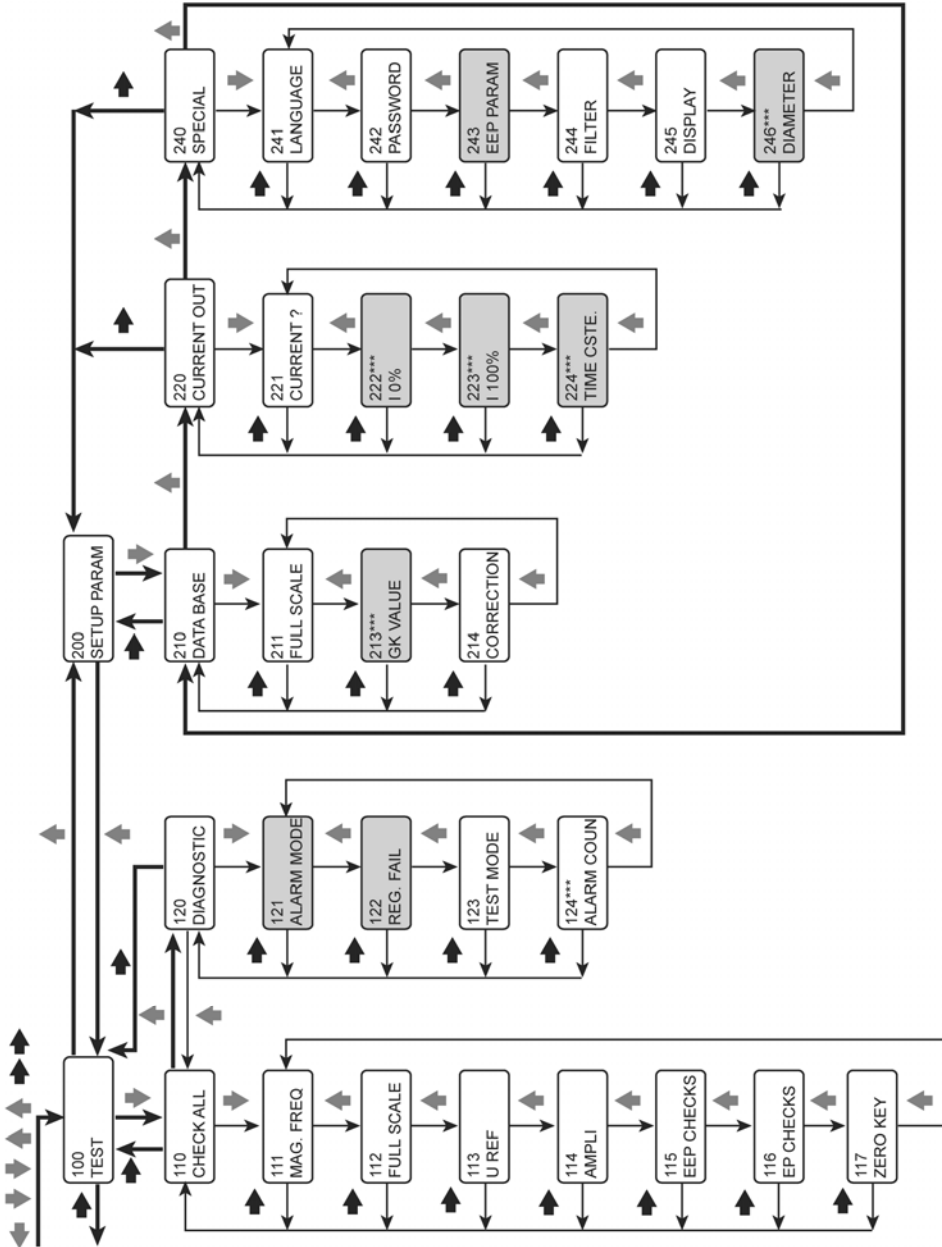 100
TEST
110
CHECK ALL
111
MAG. FREQ
112
FULL SCALE
113
U REF
114
AMPLI
115
EEP CHECKS
116
EP CHECKS
117
ZERO KEY
120
DIAGNOSTIC
121
ALARM MODE
122
REG. FAIL
123
TEST MODE
124***
ALARM COUN
200
SETUP PARAM
210
DATA BASE
211
FULL SCALE
213***
GK VALUE
214
CORRECTION
220
CURRENT OUT
221
CURRENT ?
222***
I 0%
223***
I 100%
224***
TIME CSTE.
240
SPECIAL
241
LANGUAGE
242
PASSWORD
243
EEP PARAM
244
FILTER
245
DISPLAY
246***
DIAMETER